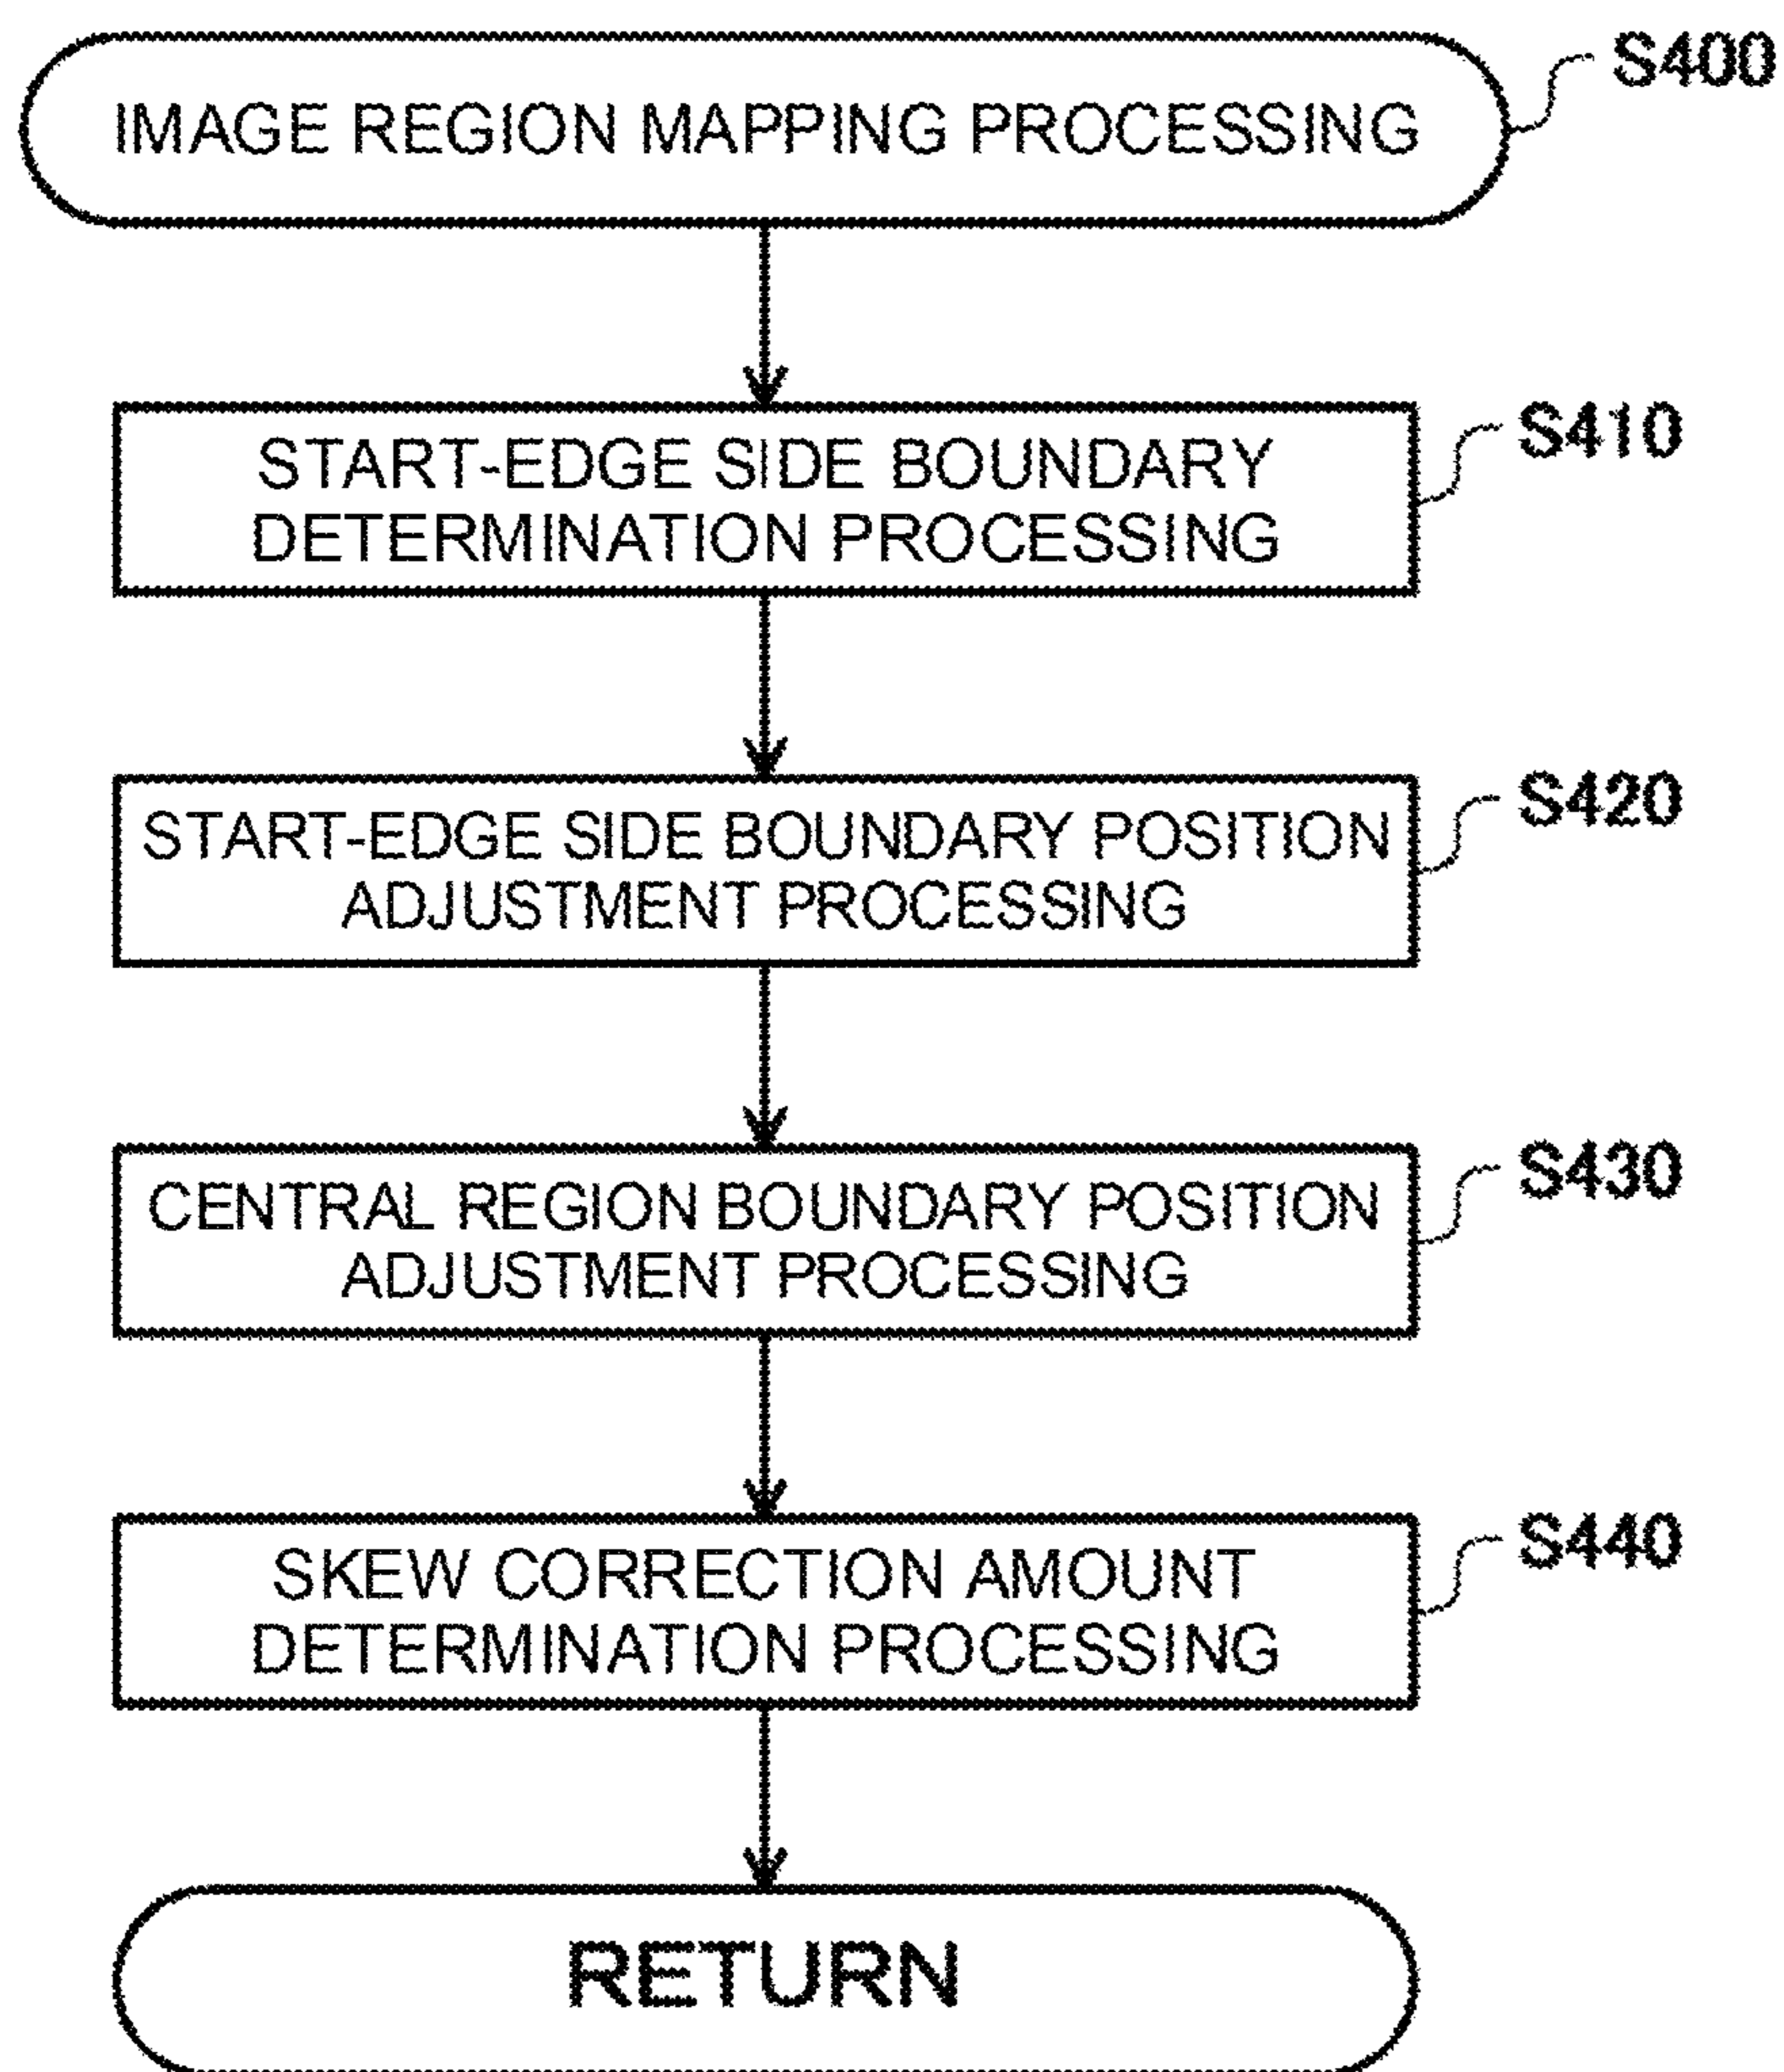 S400
IMAGE REGION MAPPING PROCESSING
S410
START-EDGE SIDE BOUNDARY
DETERMINATION PROCESSING
S420
START-EDGE SIDE BOUNDARY POSITION
ADJUSTMENT PROCESSING
S430
CENTRAL REGION BOUNDARY POSITION
ADJUSTMENT PROCESSING
S440
SKEW CORRECTION AMOUNT
DETERMINATION PROCESSING
RETURN